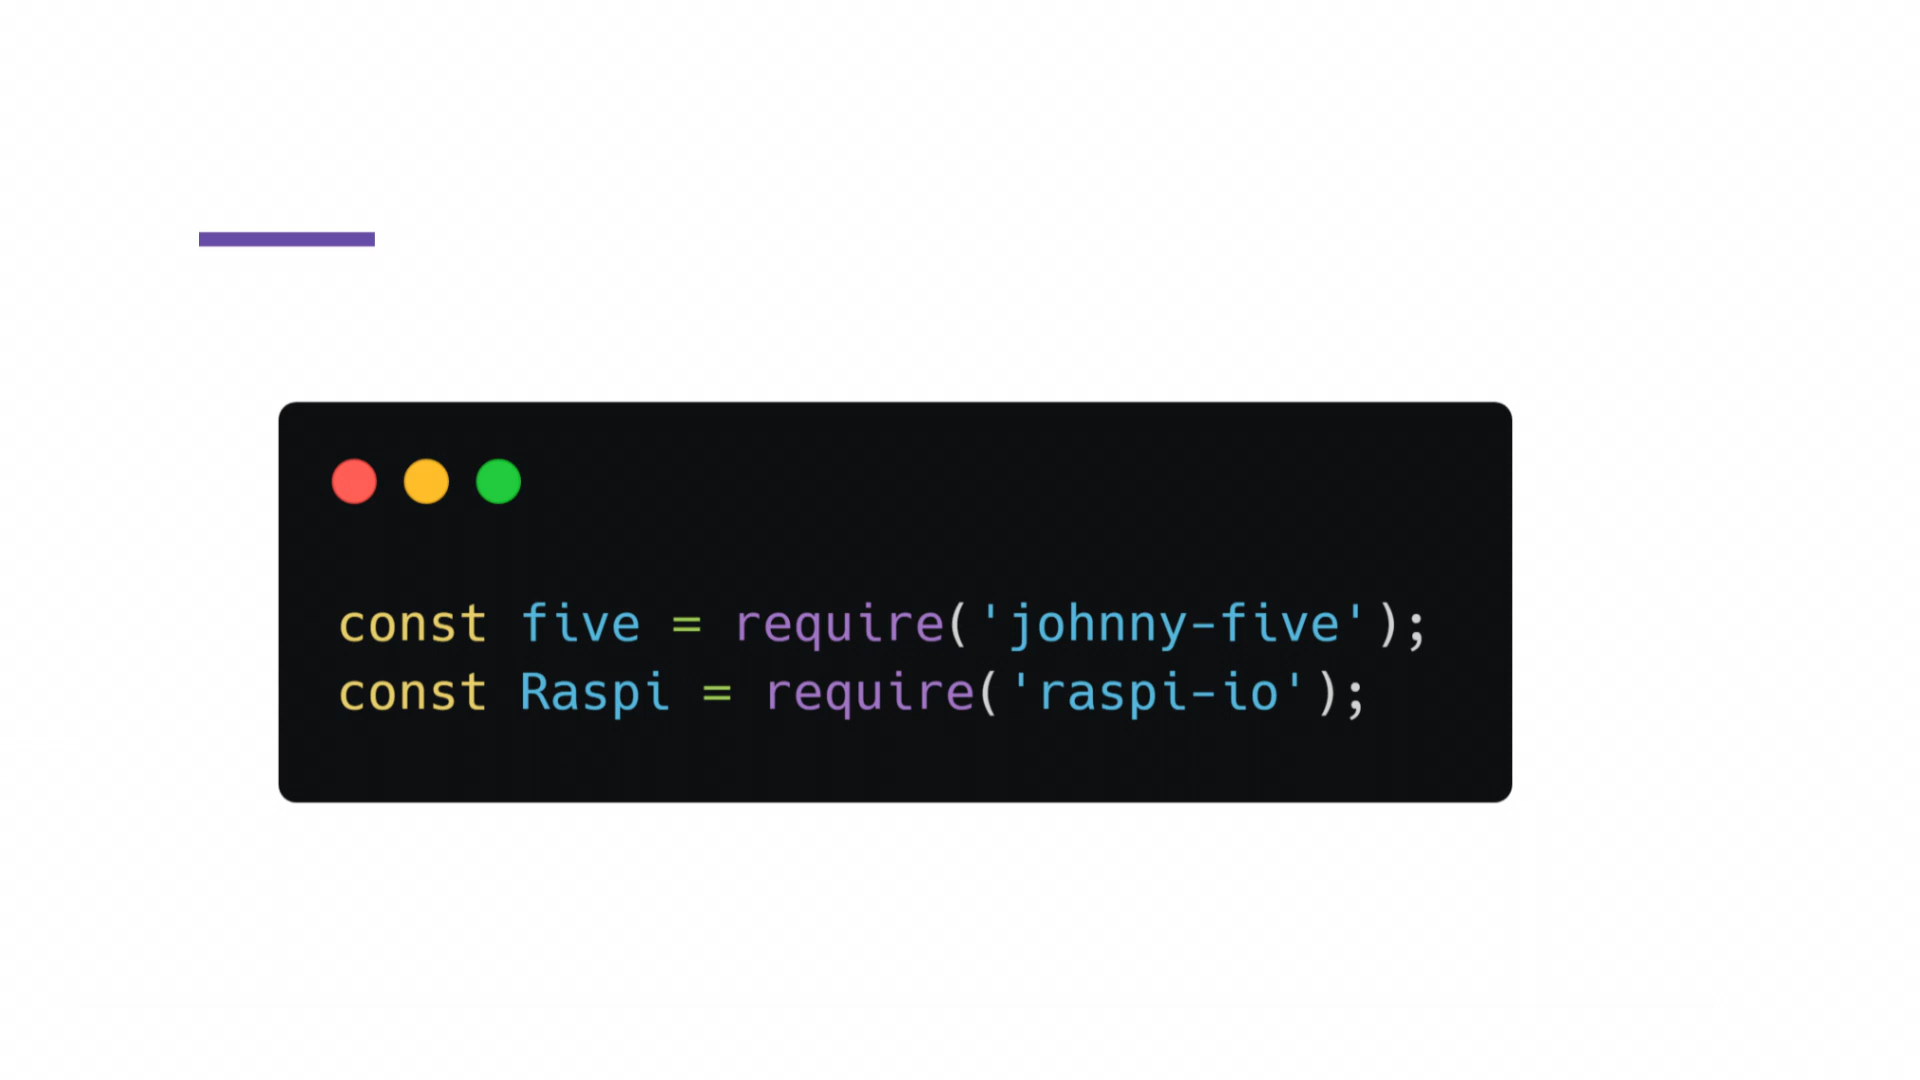 const five = require('johnny-five');
const Raspi = require('raspi-io');